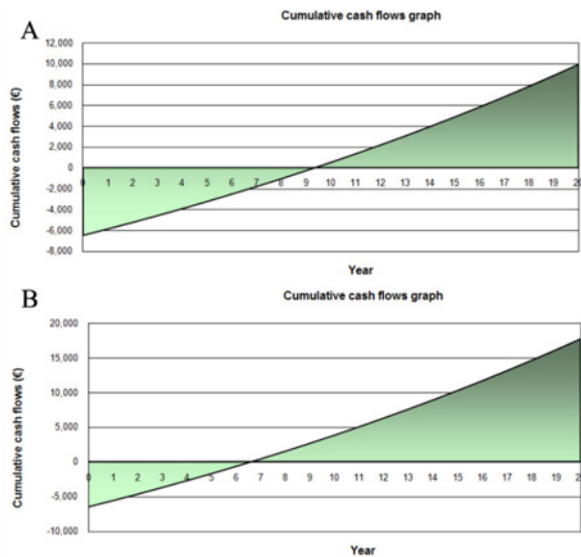 A
Cumulative cash flows graph
Cumulative cash flows (€)
12,000
10,000
8,000
6,000
4,000
2,000
0
-2,000
-4,000
-6,000
-8,000
0 1 2 3 4 5 6 7 8 9 10 11 12 13 14 15 16 17 18 19 20
Year
B
Cumulative cash flows graph
Cumulative cash flows (€)
20,000
15,000
10,000
5,000
0
-5,000
-10,000
0 1 2 3 4 5 6 7 8 9 10 11 12 13 14 15 16 17 18 19 2
Year